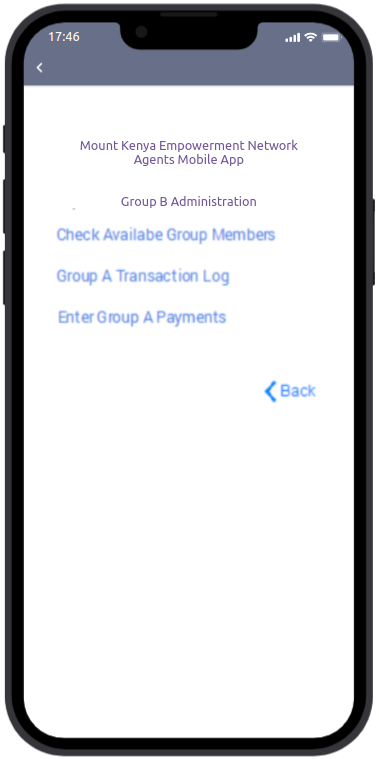 17:46
Mount Kenya Empowerment Network
Agents Mobile App
Group B Administration
Check Availabe Group Members
Group A Transaction Log
Enter Group A Payments
Back